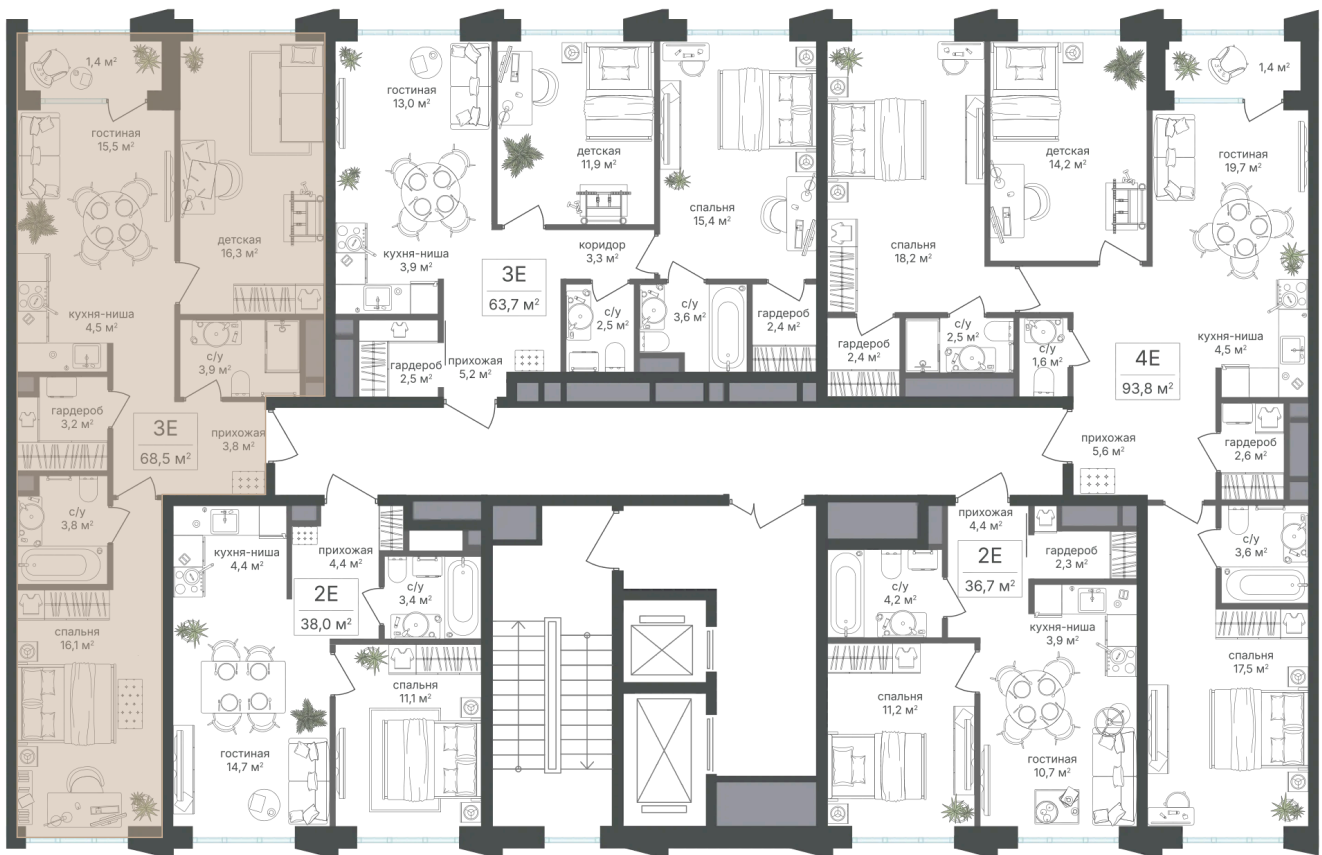 1,4 м²
гостиная
15,5 м²
детская
16,3 м²
кухня-ниша
4,5 м²
с/у
3,9 м²
гардероб
3,2 м²
3Е
68,5 м²
прихожая
3,8 м²
с/у
3,8 м²
спальня
16,1 м²
гостиная
13,0 м²
детская
11,9 м²
спальня
15,4 м²
коридор
3,3 м²
кухня-ниша
3,9 м²
3Е
63,7 м²
с/у
2,5 м²
с/у
3,6 м²
гардероб
2,4 м²
гардероб
2,5 м²
прихожая
5,2 м²
спальня
18,2 м²
детская
14,2 м²
1,4 м²
гостиная
19,7 м²
гардероб
2,4 м²
с/у
2,5 м²
с/у
1,6 м²
4Е
93,8 м²
кухня-ниша
4,5 м²
прихожая
5,6 м²
гардероб
2,6 м²
с/у
3,6 м²
спальня
17,5 м²
кухня-ниша
4,4 м²
прихожая
4,4 м²
2Е
38,0 м²
с/у
3,4 м²
спальня
11,1 м²
гостиная
14,7 м²
прихожая
4,4 м²
2Е
36,7 м²
гардероб
2,3 м²
с/у
4,2 м²
кухня-ниша
3,9 м²
спальня
11,2 м²
гостиная
10,7 м²